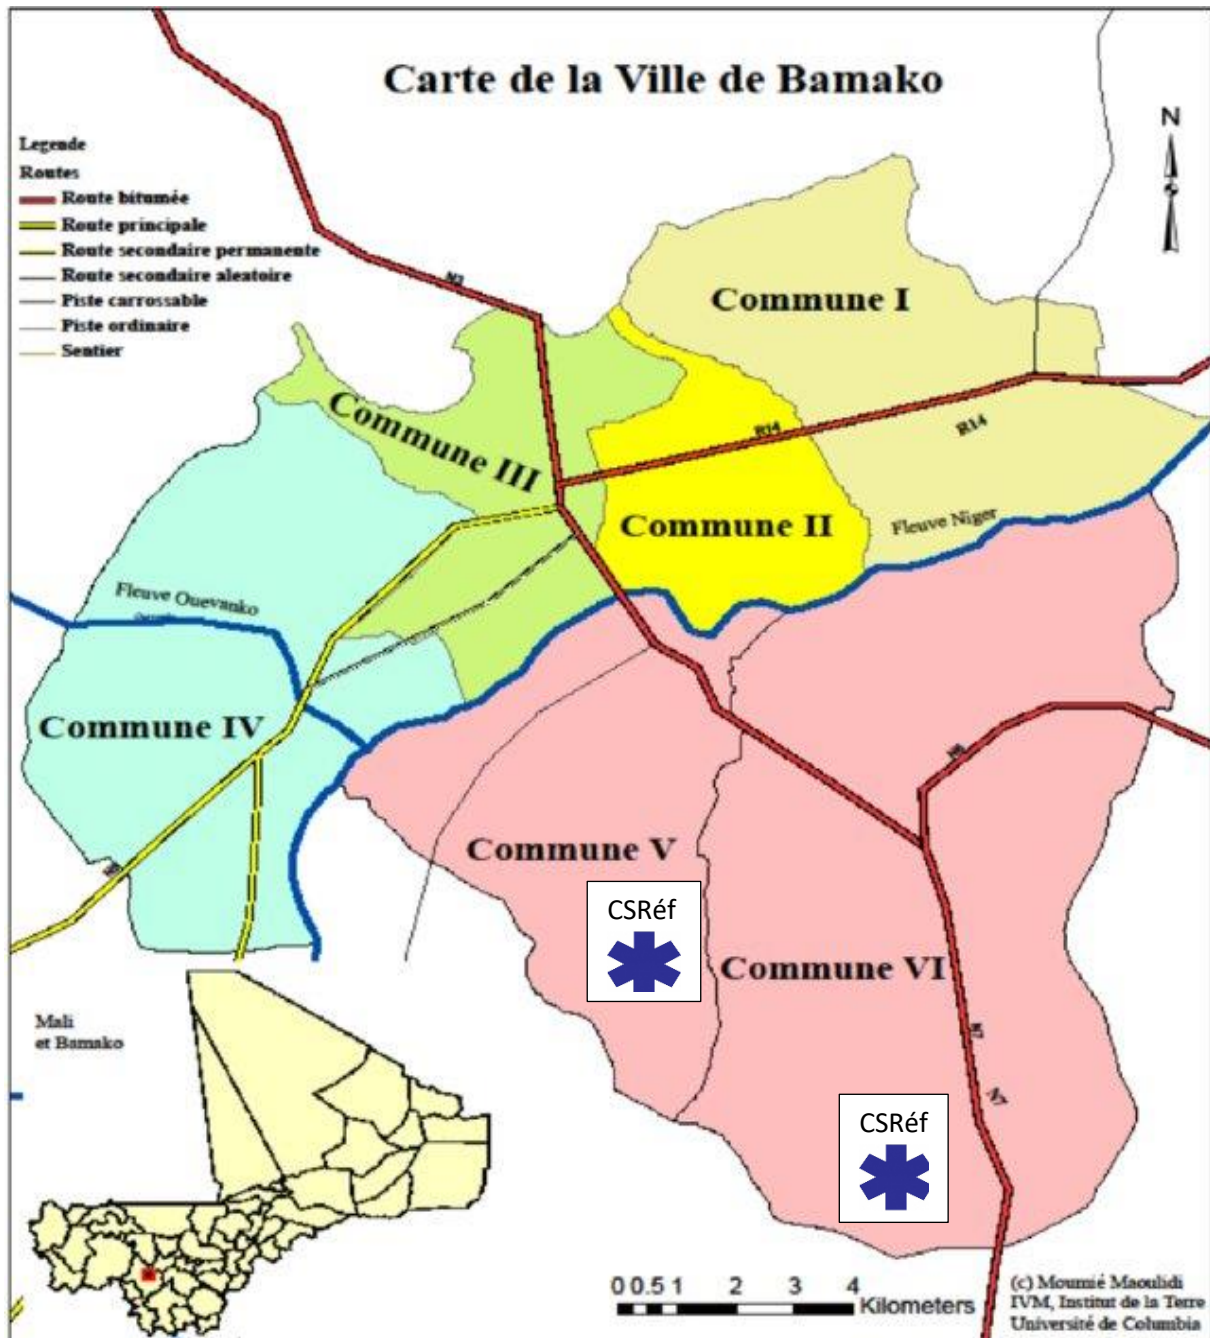 Carte de la Ville de Bamako
N
Legende
Routes
Route bitumée
Route principale
Route secondaire permanente
Route secondaire aleatoire
Piste carrossable
Piste ordinaire
Sentier
N3
Commune I
Commune III
R14
R14
Commune II
Fleuve Niger
Fleuve Ouevanko
Commune IV
Commune V
CSRéf
Commune VI
N7
N7
CSRéf
Mali
et Bamako
0 0.5 1 2 3 4
Kilometers
(c) Moumié Maoulidi
IVM, Institut de la Terre
Université de Columbia